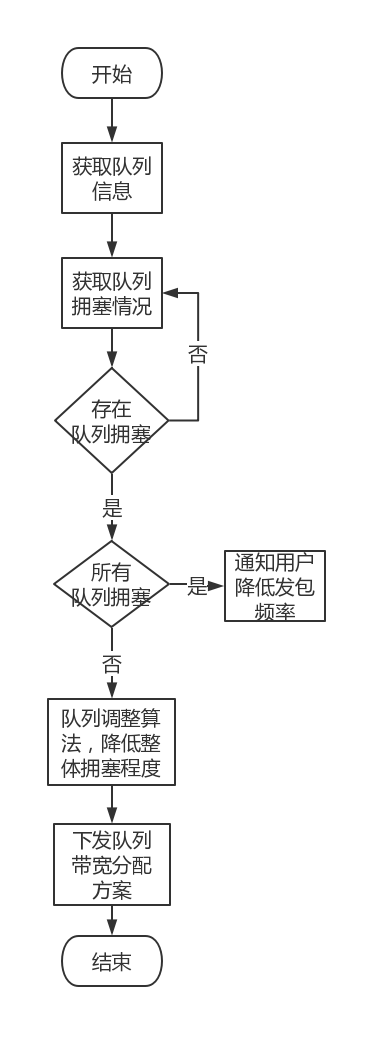 开始
获取队列
信息
获取队列
拥塞情况
否
存在
队列拥塞
是
所有
队列拥塞
是
通知用户
降低发包
频率
否
队列调整算
法，降低整
体拥塞程度
下发队列
带宽分配
方案
结束